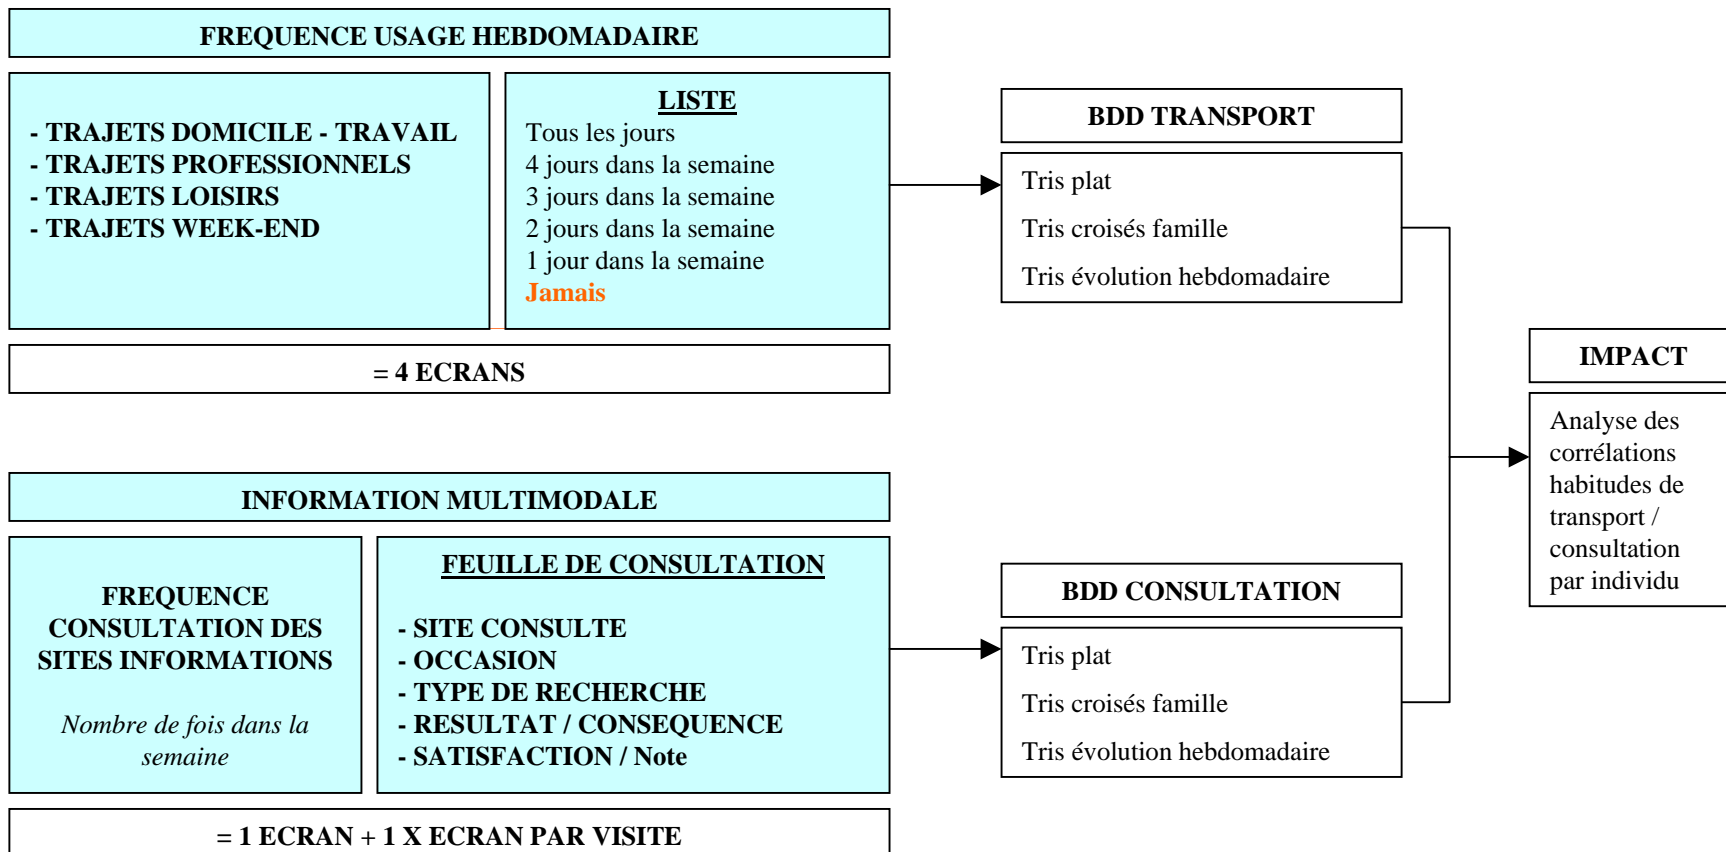 FREQUENCE USAGE HEBDOMADAIRE
- TRAJETS DOMICILE - TRAVAIL
- TRAJETS PROFESSIONNELS
- TRAJETS LOISIRS
- TRAJETS WEEK-END
LISTE
Tous les jours
4 jours dans la semaine
3 jours dans la semaine
2 jours dans la semaine
1 jour dans la semaine
Jamais
= 4 ECRANS
BDD TRANSPORT
Tris plat
Tris croisés famille
Tris évolution hebdomadaire
IMPACT
Analyse des
corrélations
habitudes de
transport /
consultation
par individu
INFORMATION MULTIMODALE
FREQUENCE
CONSULTATION DES
SITES INFORMATIONS
Nombre de fois dans la
semaine
FEUILLE DE CONSULTATION
- SITE CONSULTE
- OCCASION
- TYPE DE RECHERCHE
- RESULTAT / CONSEQUENCE
- SATISFACTION / Note
= 1 ECRAN + 1 X ECRAN PAR VISITE
BDD CONSULTATION
Tris plat
Tris croisés famille
Tris évolution hebdomadaire